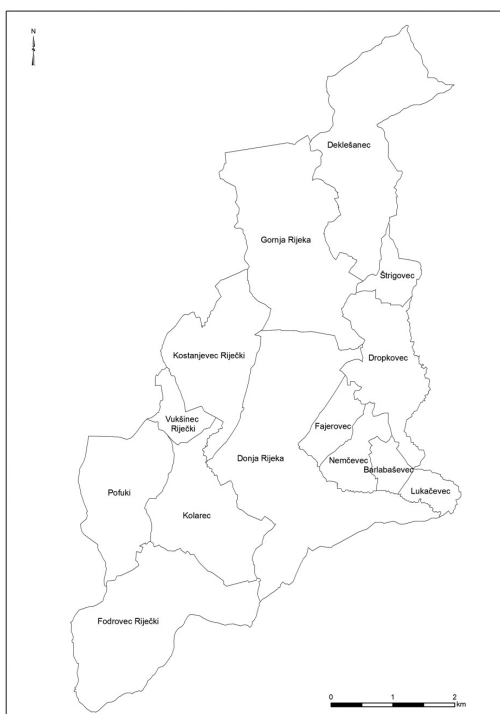 N
Deklešanec
Gornja Rijeka
Štrigovec
Kostanjevec Riječki
Dropkovec
Vukšinec
Riječki
Fajerovec
Donja Rijeka
Nemčevec
Barlabaševec
Pofuki
Lukačevec
Kolarec
Fodrovec Riječki
0 1 2
km